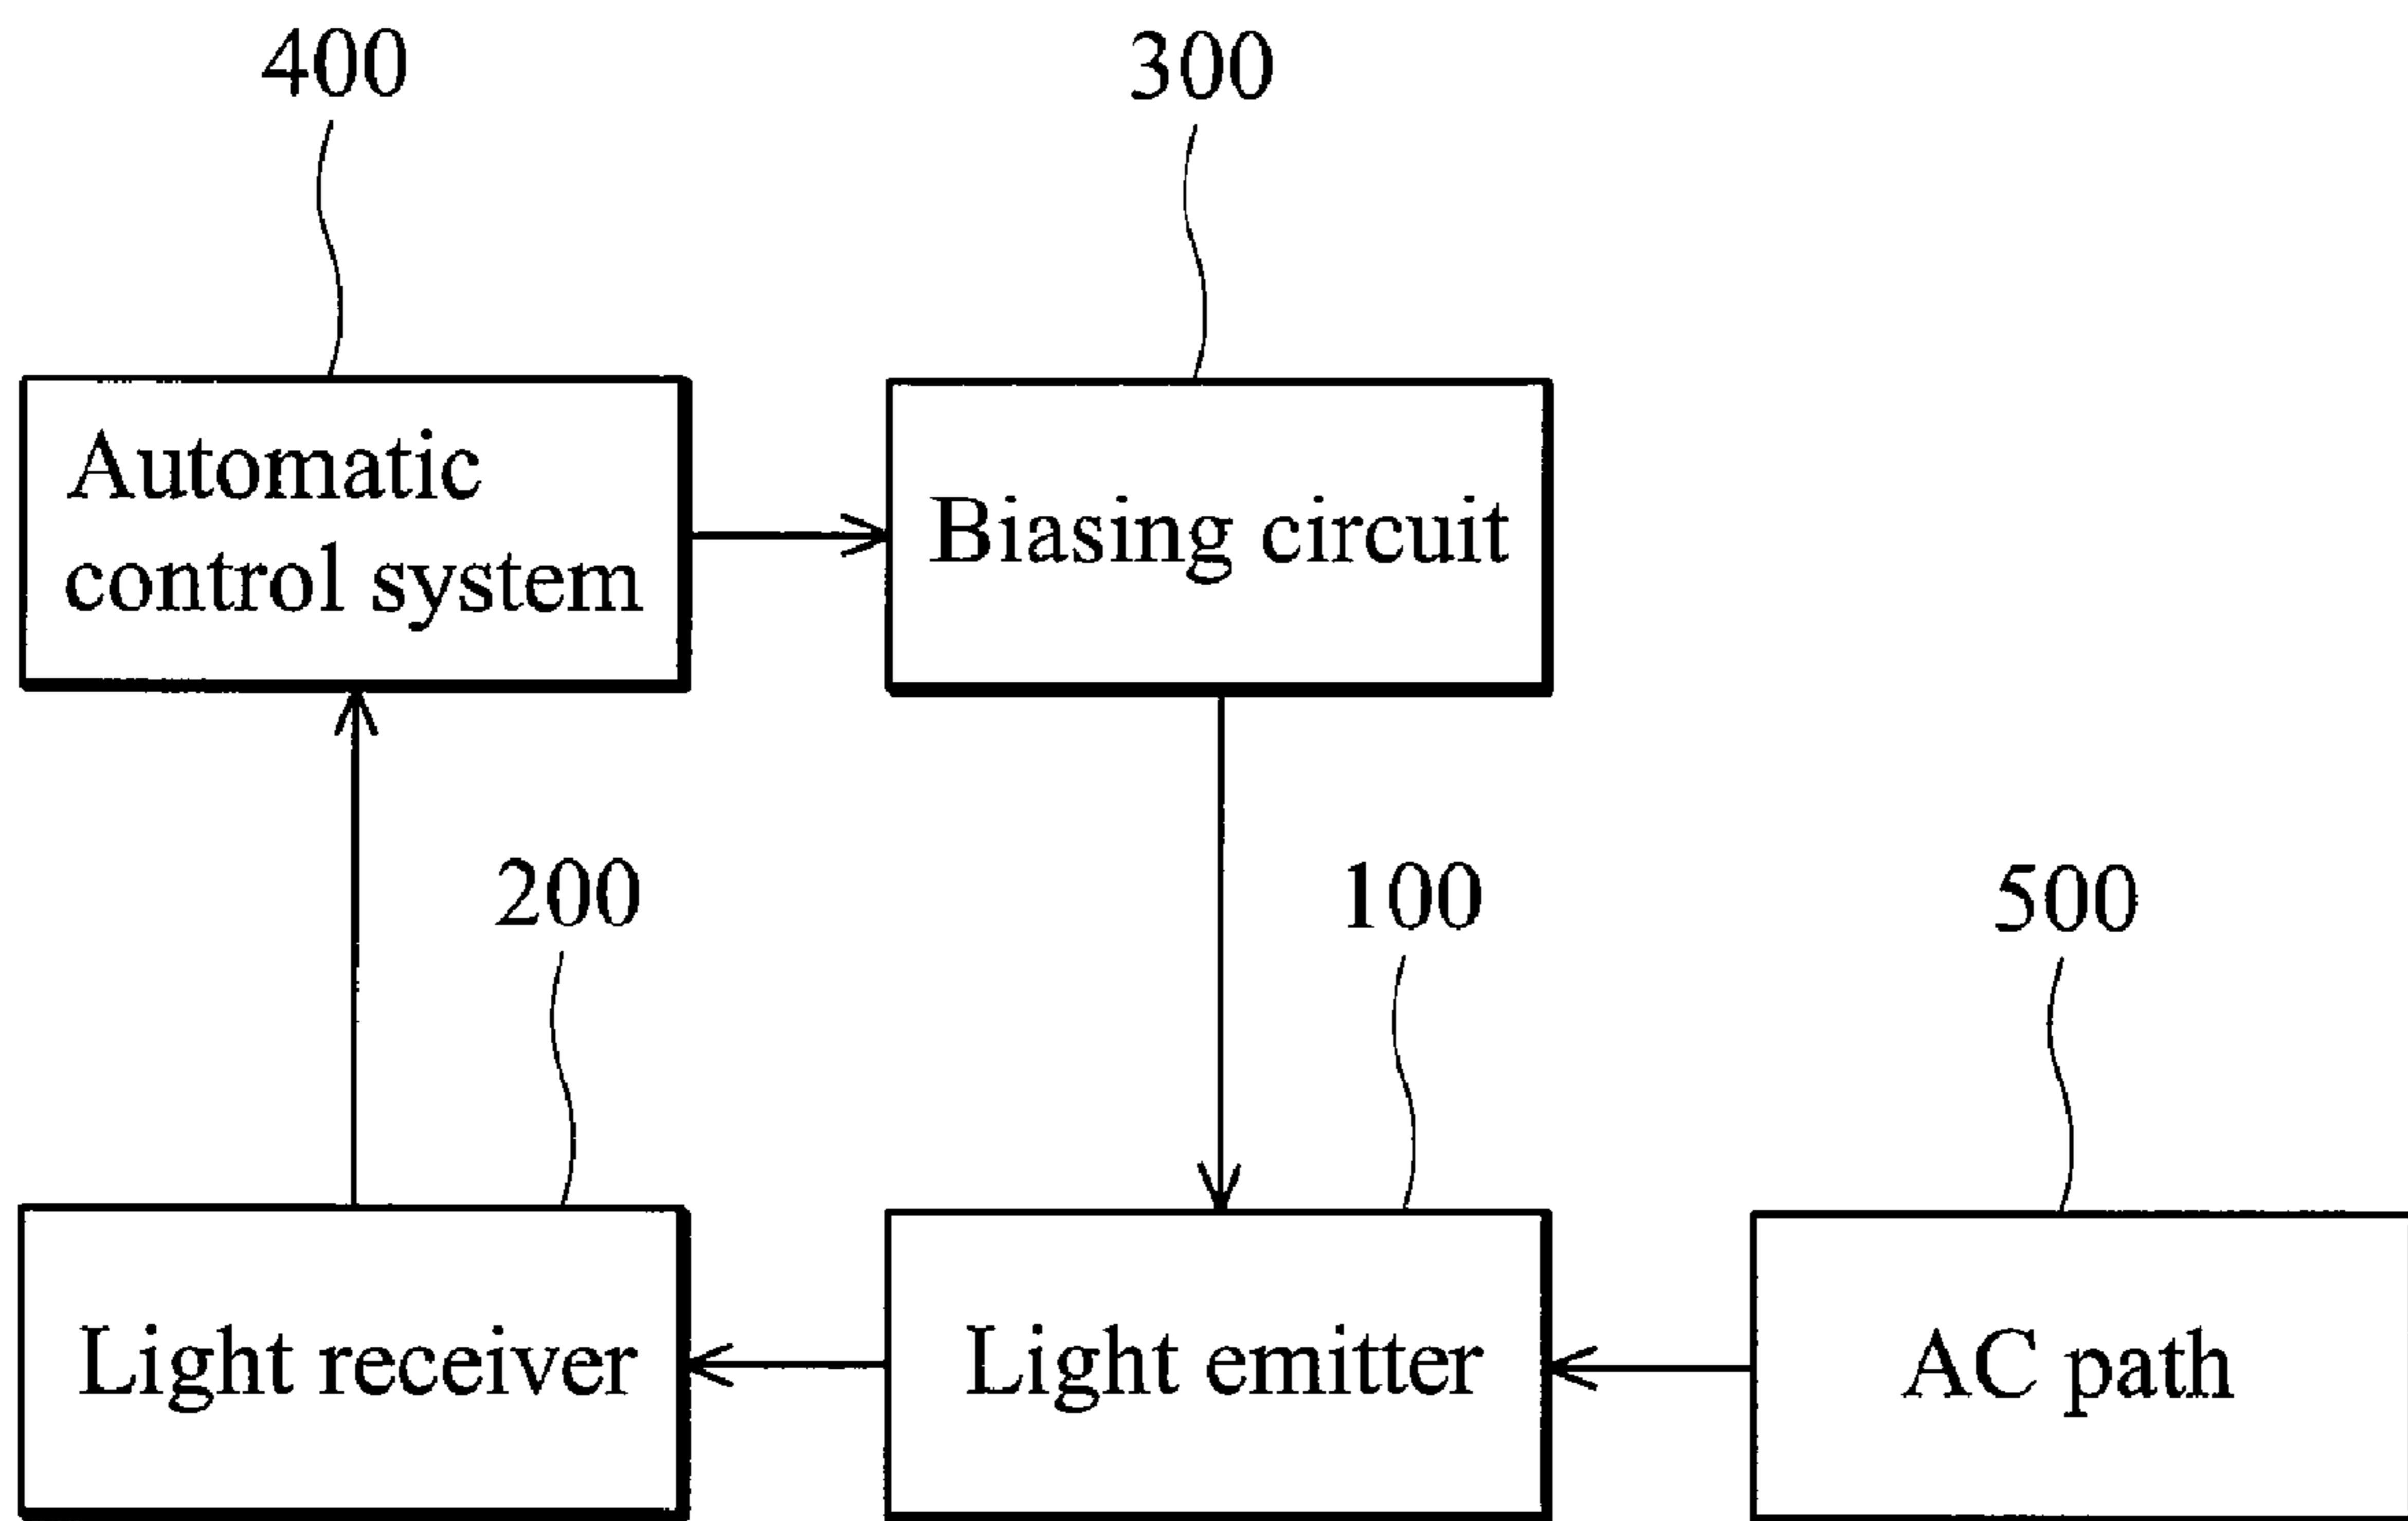 400
300
Automatic
control system
Biasing circuit
200
100
500
Light receiver
Light emitter
AC path